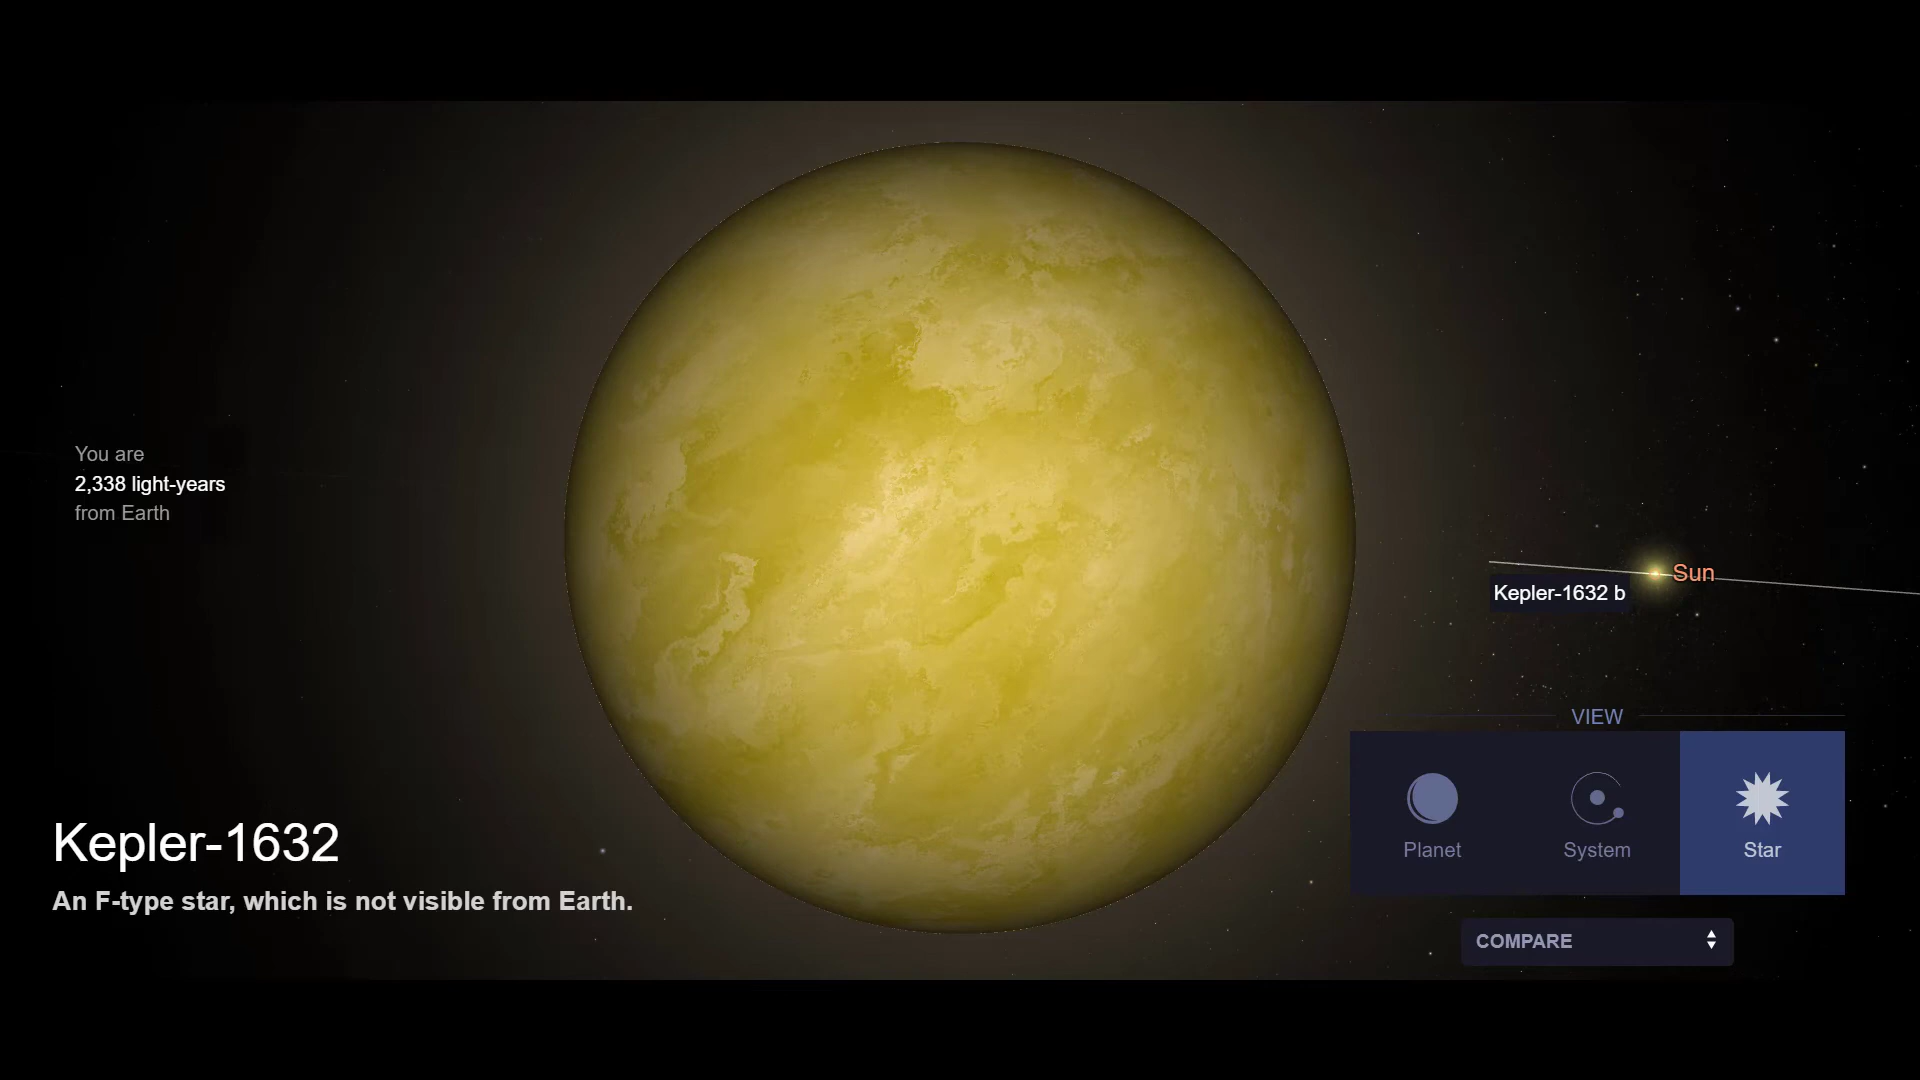 You are
2,338 light-years
from Earth
Sun
Kepler-1632 b
VIEW
Planet
System
Star
Kepler-1632
An F-type star, which is not visible from Earth.
COMPARE